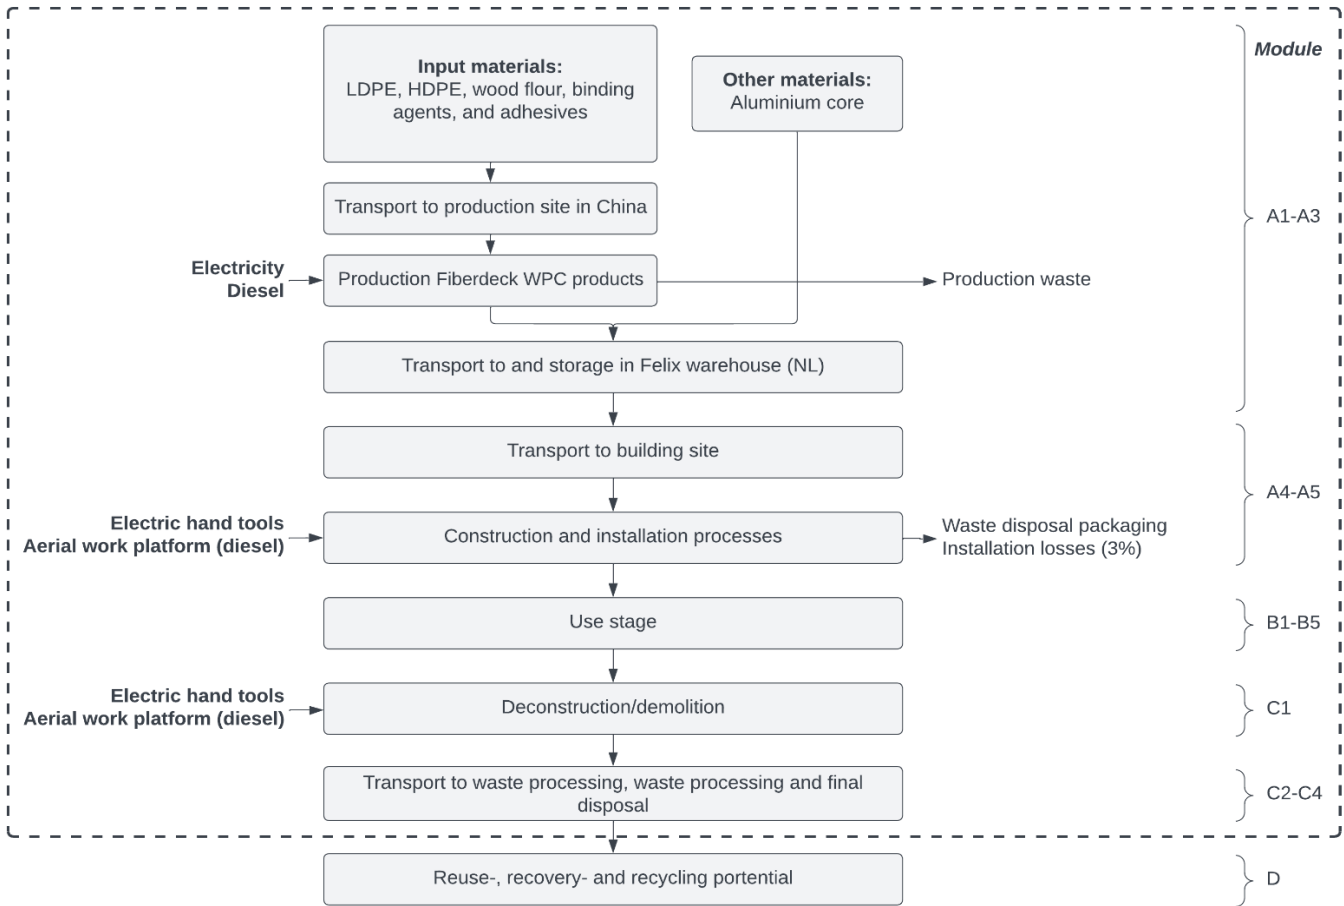 Module
Input materials:
LDPE, HDPE, wood flour, binding
agents, and adhesives
Other materials:
Aluminium core
Transport to production site in China
A1-A3
Electricity
Diesel
Production Fiberdeck WPC products
Production waste
Transport to and storage in Felix warehouse (NL)
Transport to building site
A4-A5
Electric hand tools
Aerial work platform (diesel)
Construction and installation processes
Waste disposal packaging
Installation losses (3%)
Use stage
B1-B5
Electric hand tools
Aerial work platform (diesel)
Deconstruction/demolition
C1
Transport to waste processing, waste processing and final
disposal
C2-C4
Reuse-, recovery- and recycling portential
D